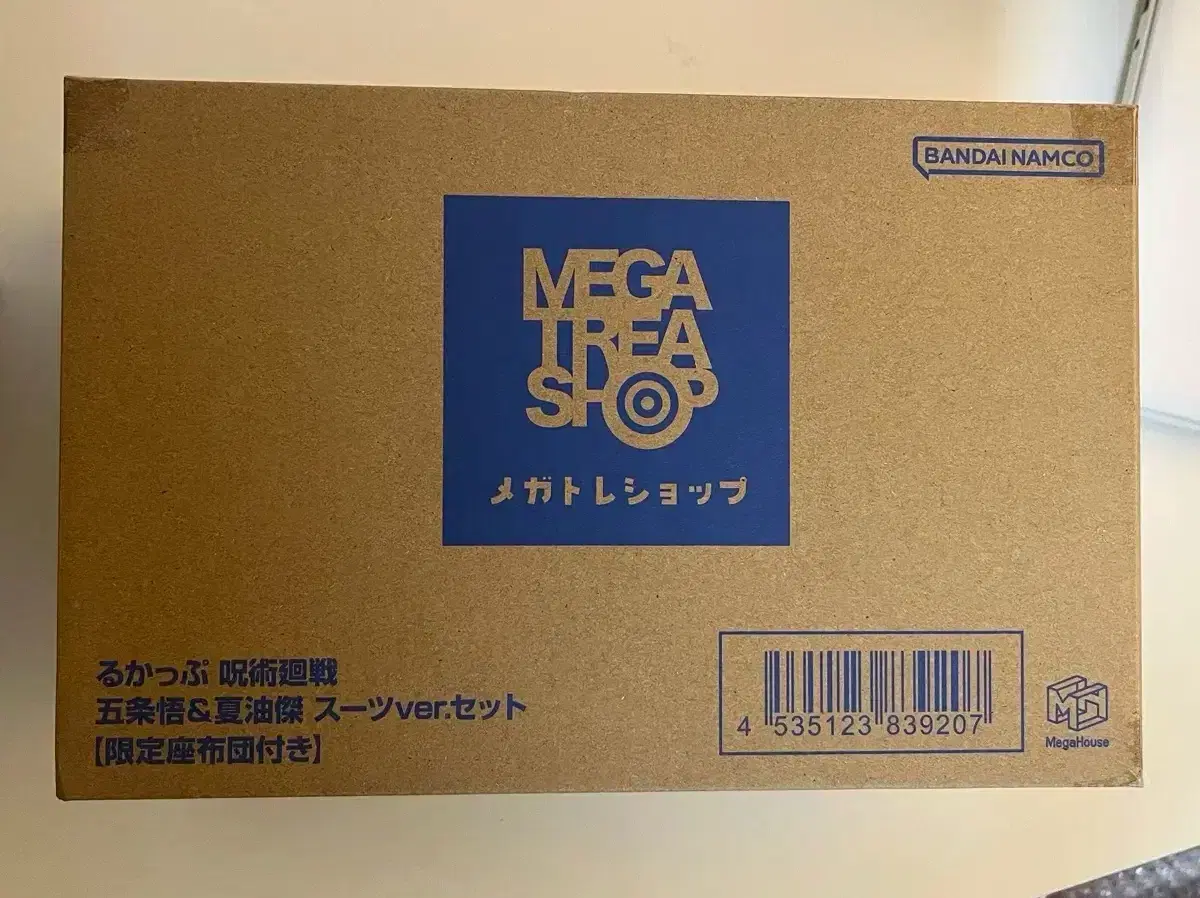 BANDAI NAMCO
MEGA
TREA
SHOP
メガトレショップ
るかっぷ 呪術廻戦
五条悟&夏油傑 スーツver.セット
【限定座布団付き】
4 535123 839207
MegaHouse